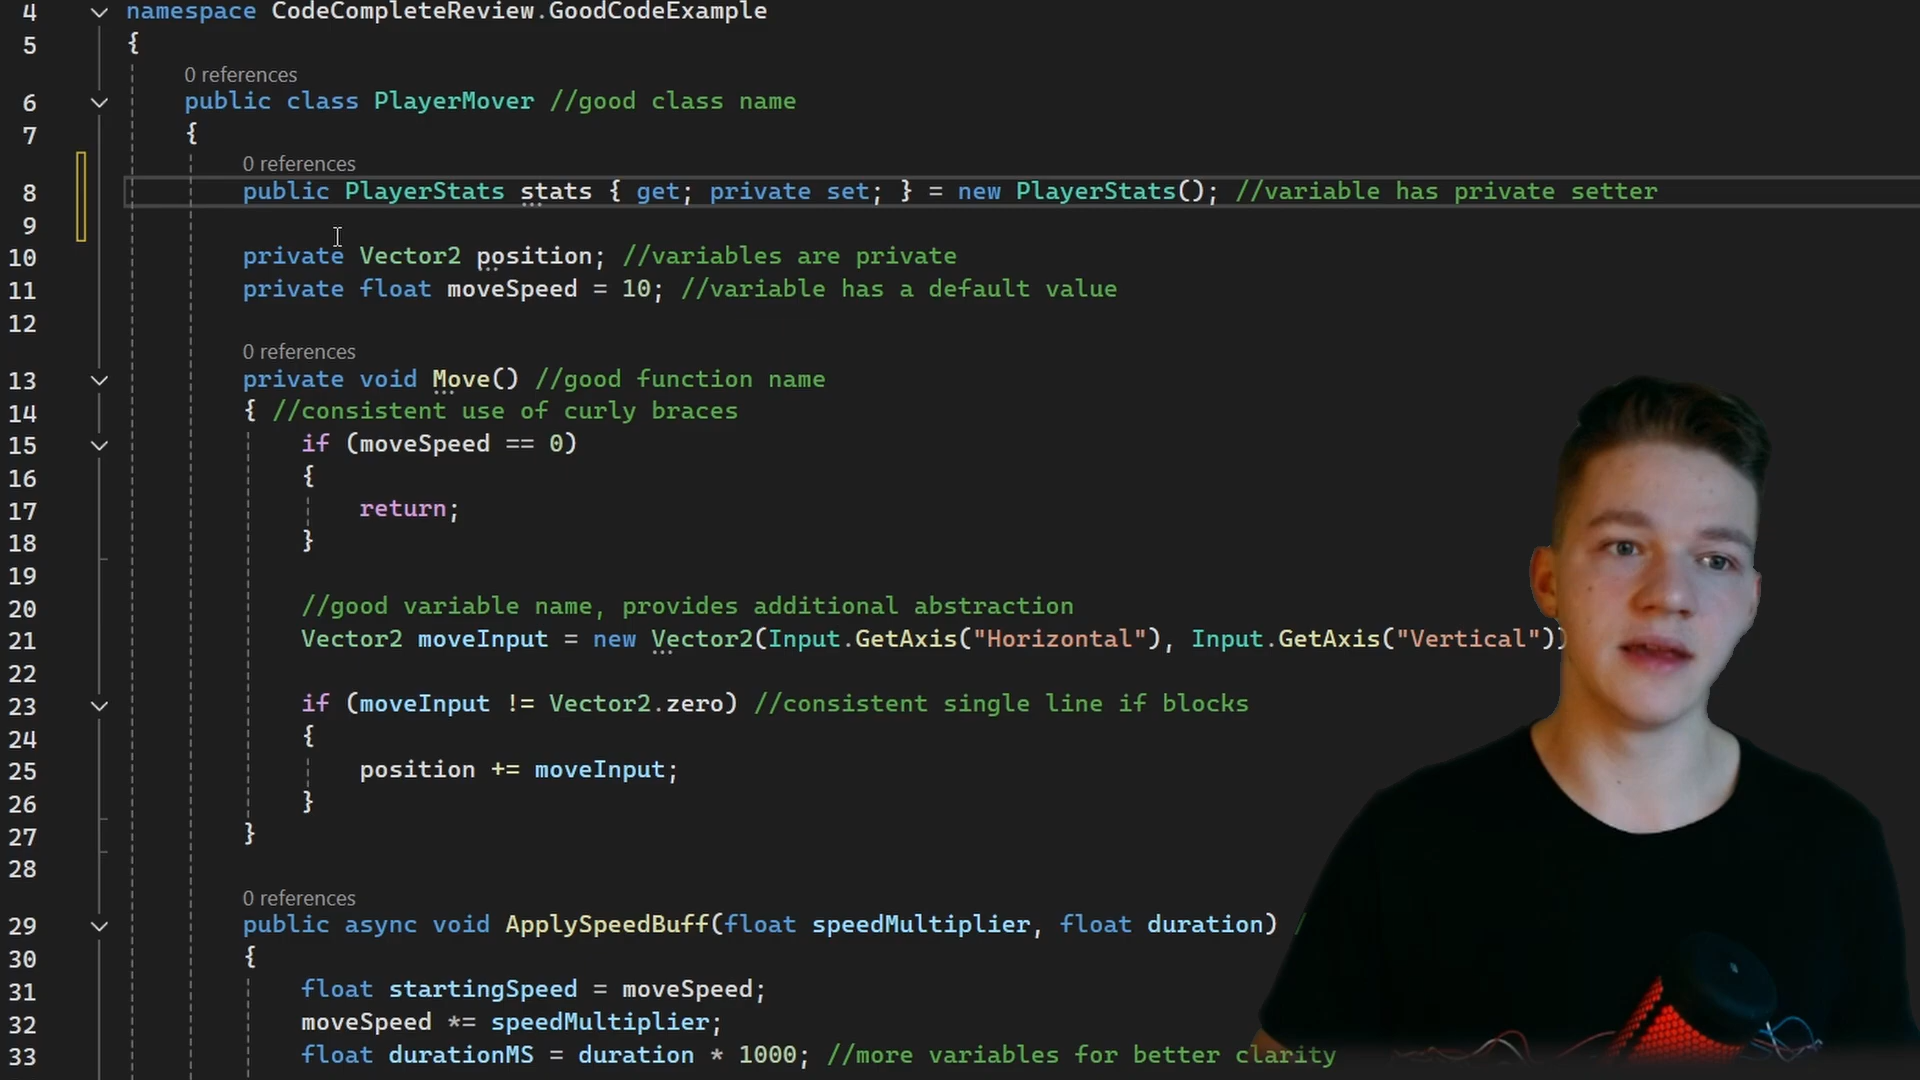 4 namespace CodeCompleteReview.GoodCodeExample
5 {
0 references
6 public class PlayerMover //good class name
7 {
0 references
8 public PlayerStats stats { get; private set; } = new PlayerStats(); //variable has private setter
9
10 private Vector2 position; //variables are private
11 private float moveSpeed = 10; //variable has a default value
12
0 references
13 private void Move() //good function name
14 { //consistent use of curly braces
15 if (moveSpeed == 0)
16 {
17 return;
18 }
19
20 //good variable name, provides additional abstraction
21 Vector2 moveInput = new Vector2(Input.GetAxis("Horizontal"), Input.GetAxis("Vertical"))
22
23 if (moveInput != Vector2.zero) //consistent single line if blocks
24 {
25 position += moveInput;
26 }
27 }
28
0 references
29 public async void ApplySpeedBuff(float speedMultiplier, float duration) /
30 {
31 float startingSpeed = moveSpeed;
32 moveSpeed *= speedMultiplier;
33 float durationMS = duration * 1000; //more variables for better clarity